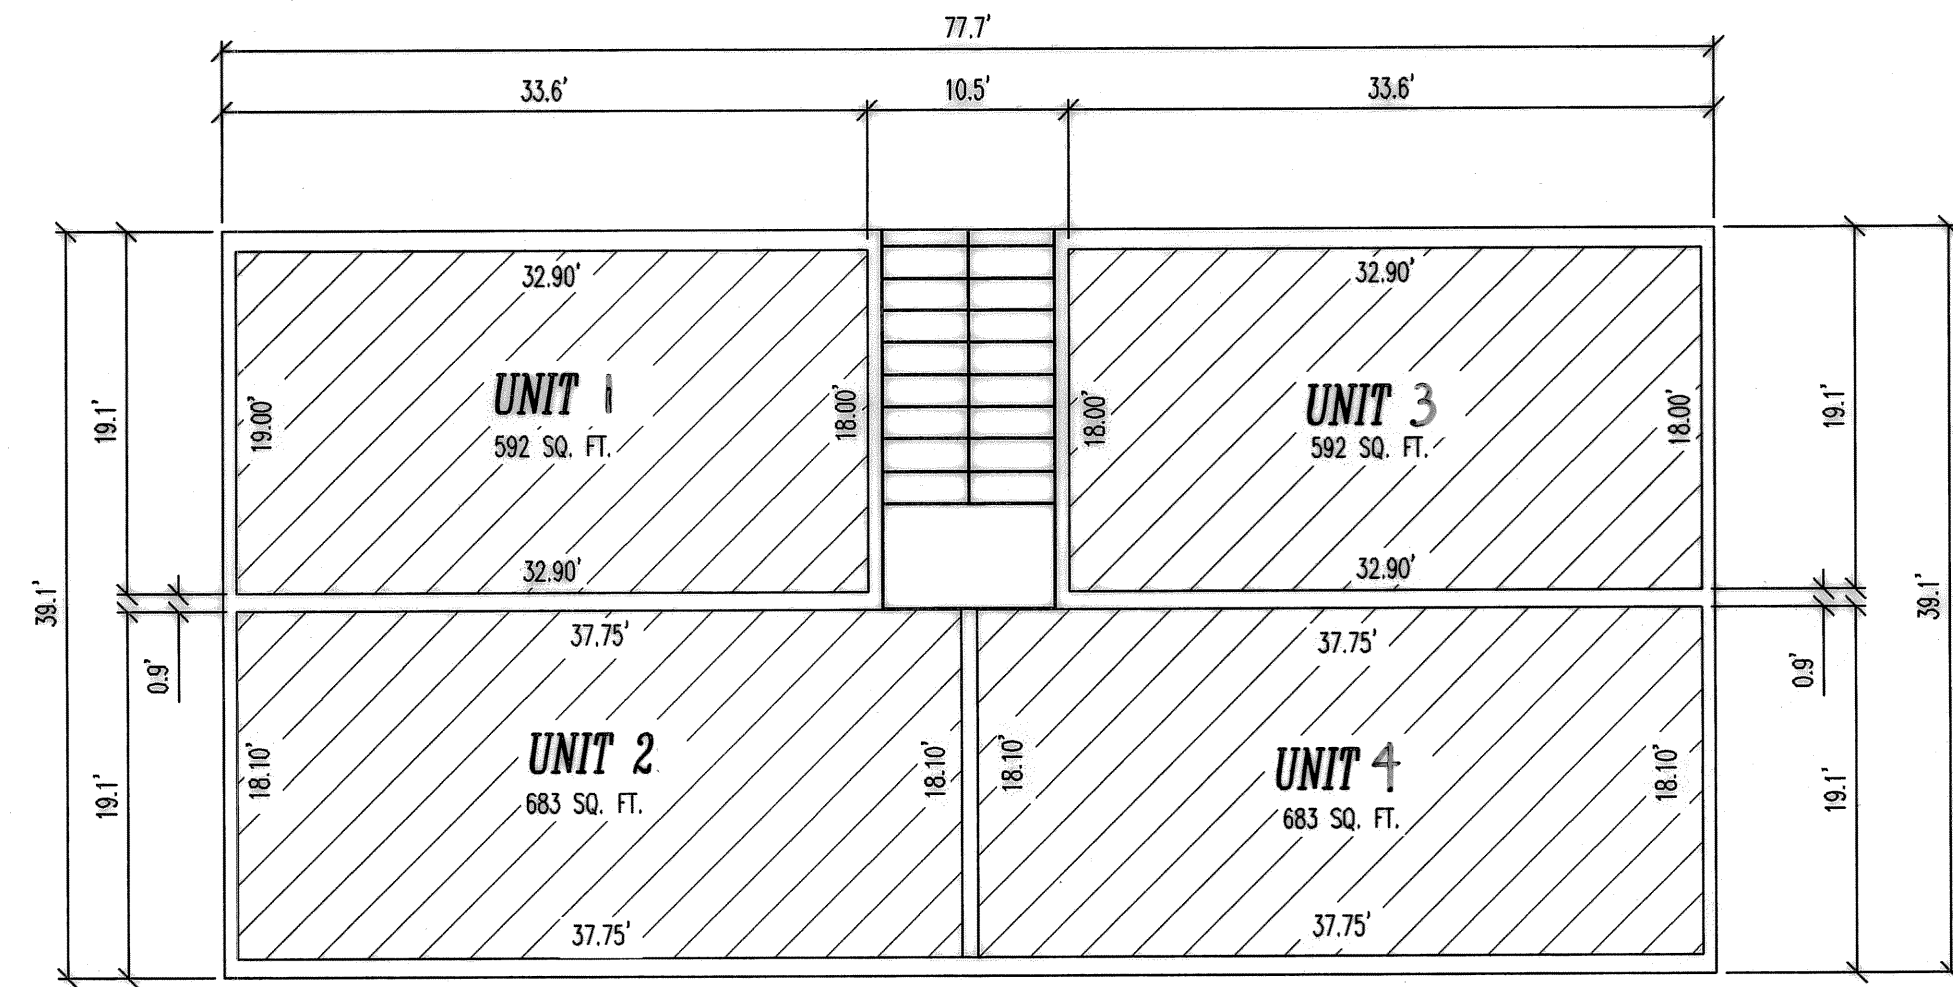 77.7'
33.6' 10.5' 33.6'
32.90' 32.90'
UNIT 1 UNIT 3
592 SQ. FT. 592 SQ. FT.
19.1' 19.00' 18.00' 18.00' 18.00' 19.1'
32.90' 32.90'
39.1' 39.1'
37.75' 37.75'
0.9' 0.9'
UNIT 2 UNIT 4
683 SQ. FT. 683 SQ. FT.
19.1' 18.10' 18.10' 18.10' 18.10' 19.1'
37.75' 37.75'